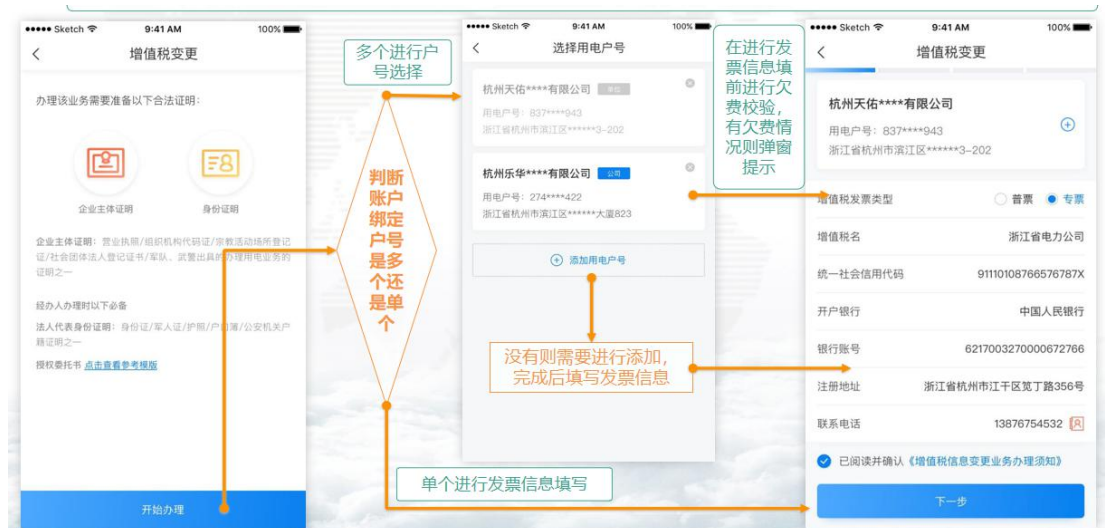 ●●●●● Sketch 9:41 AM 100%
增值税变更
办理该业务需要准备以下合法证明：
企业主体证明 身份证明
企业主体证明：营业执照/组织机构代码证/宗教活动场所登记
证/社会团体法人登记证书/军队、武警出具的办理用电业务的
证明之一
经办人办理时以下必备
法人代表身份证明：身份证/军人证/护照/户口簿/公安机关户
籍证明之一
授权委托书 点击查看参考模版
开始办理
多个进行户
号选择
判断
账户
绑定
户号
是多
个还
是单
个
单个进行发票信息填写
●●●●● Sketch 9:41 AM 100%
选择用电户号
杭州天佑****有限公司 单位
用电户号：837****943
浙江省杭州市滨江区******3-202
杭州乐华****有限公司 公司
用电户号：274****422
浙江省杭州市滨江区******大厦823
添加用电户号
没有则需要进行添加，
完成后填写发票信息
在进行发
票信息填
前进行欠
费校验，
有欠费情
况则弹窗
提示
●●●●● Sketch 9:41 AM 100%
增值税变更
杭州天佑****有限公司
用电户号：837****943
浙江省杭州市滨江区******3-202
增值税发票类型 普票 专票
增值税名 浙江省电力公司
统一社会信用代码 91110108766576787X
开户银行 中国人民银行
银行账号 6217003270000672766
注册地址 浙江省杭州市江干区笕丁路356号
联系电话 13876754532
已阅读并确认《增值税信息变更业务办理须知》
下一步